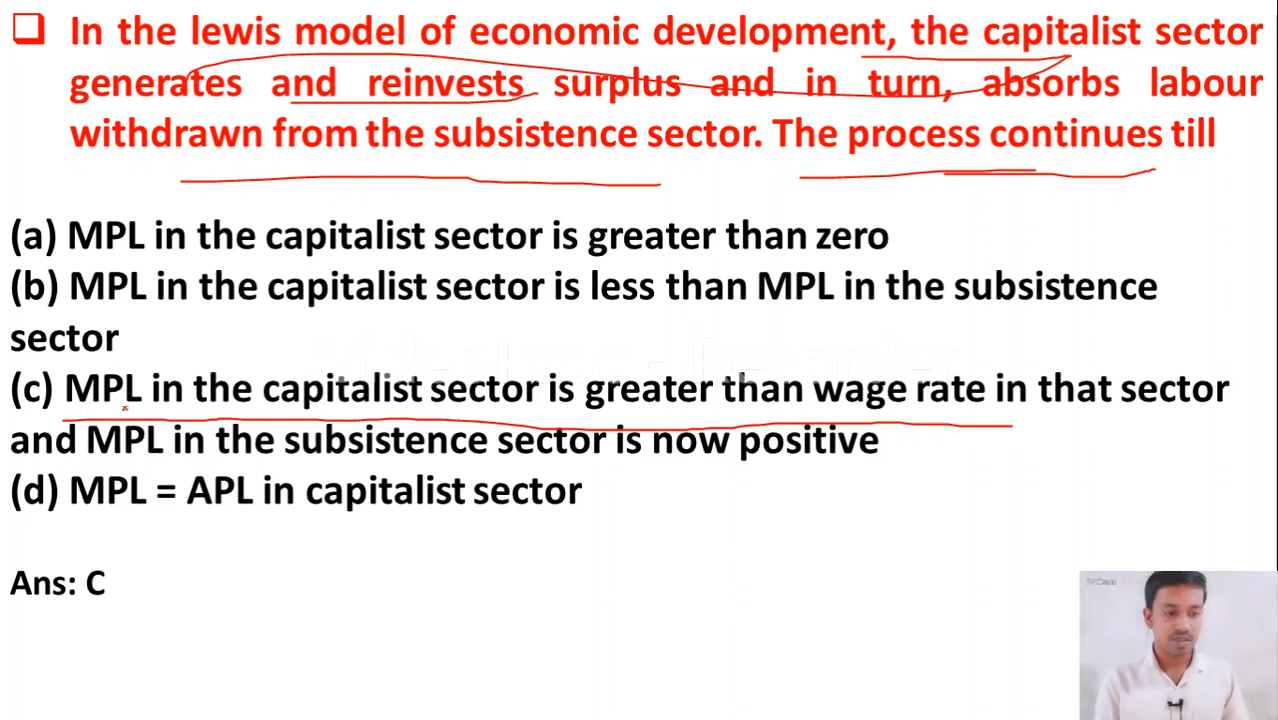 In the lewis model of economic development, the capitalist sector
generates and reinvests surplus and in turn, absorbs labour
withdrawn from the subsistence sector. The process continues till
(a) MPL in the capitalist sector is greater than zero
(b) MPL in the capitalist sector is less than MPL in the subsistence
sector
(c) MPL in the capitalist sector is greater than wage rate in that sector
and MPL in the subsistence sector is now positive
(d) MPL = APL in capitalist sector
Ans: C